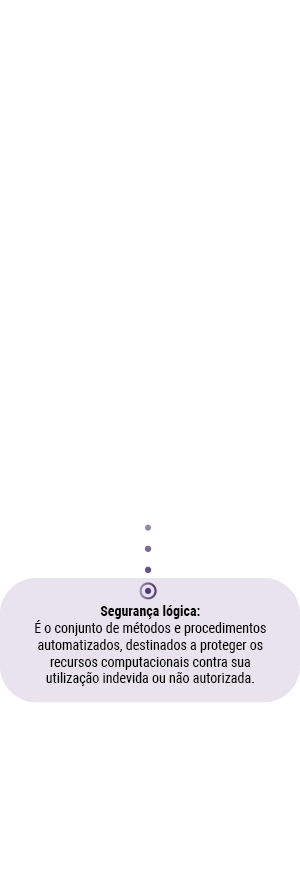 Segurança lógica:
É o conjunto de métodos e procedimentos
automatizados, destinados a proteger os
recursos computacionais contra sua
utilização indevida ou não autorizada.